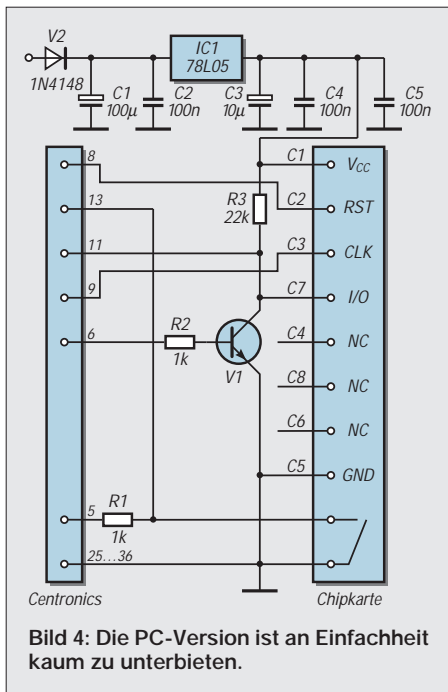 V2
1N4148
IC1
78L05
C1
100µ
C2
100n
C3
10µ
C4
100n
C5
100n
8
13
11
9
6
5
25...36
R3
22k
R2
1k
V1
R1
1k
C1
C2
C3
C7
C4
C8
C6
C5
VCC
RST
CLK
I/O
NC
NC
NC
GND
Centronics
Chipkarte
Bild 4: Die PC-Version ist an Einfachheit
kaum zu unterbieten.